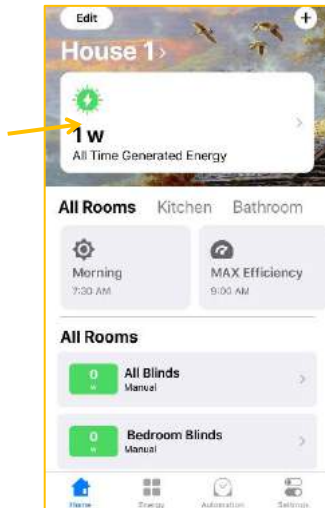 Edit
+
House 1 >
1 w
All Time Generated Energy
All Rooms Kitchen Bathroom
Morning
7:30 AM
MAX Efficiency
9:00 AM
All Rooms
0
w
All Blinds
Manual
0
w
Bedroom Blinds
Manual
Home Energy Automation Settings